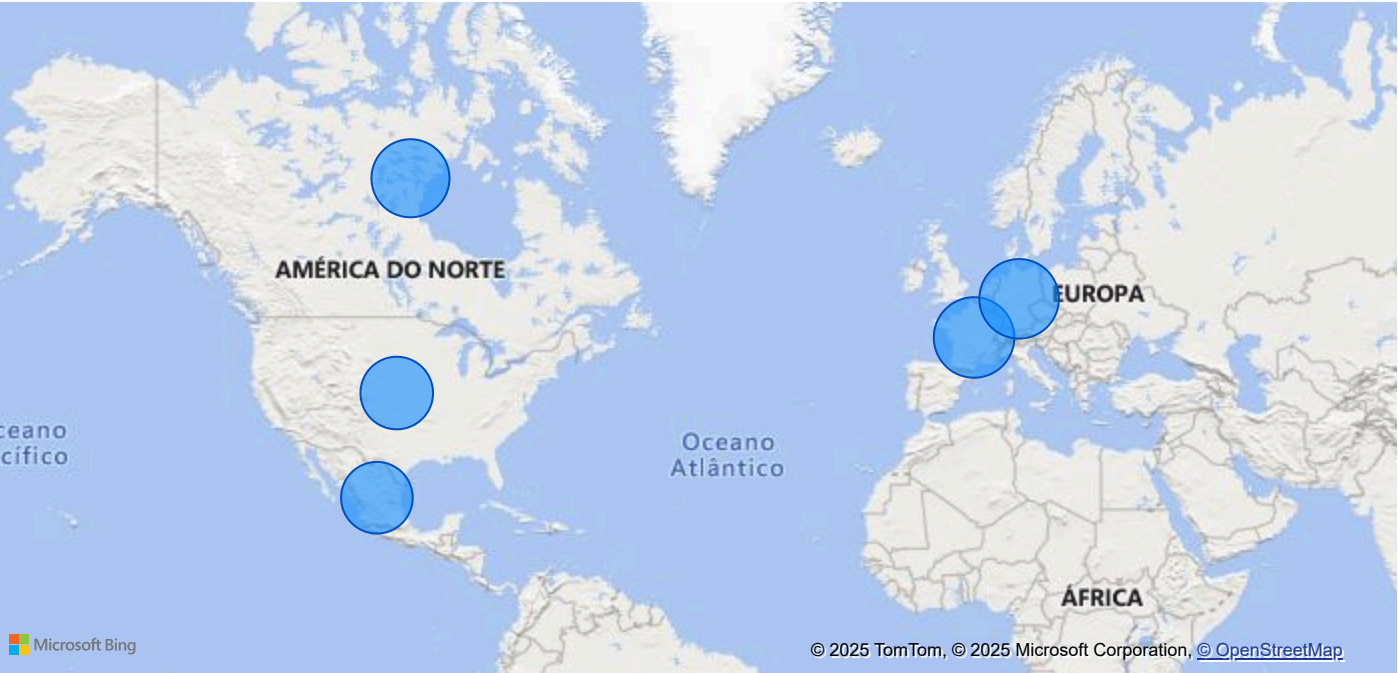 AMÉRICA DO NORTE
EUROPA
ceano
cífico
Oceano
Atlântico
ÁFRICA
Microsoft Bing
© 2025 TomTom, © 2025 Microsoft Corporation, © OpenStreetMap